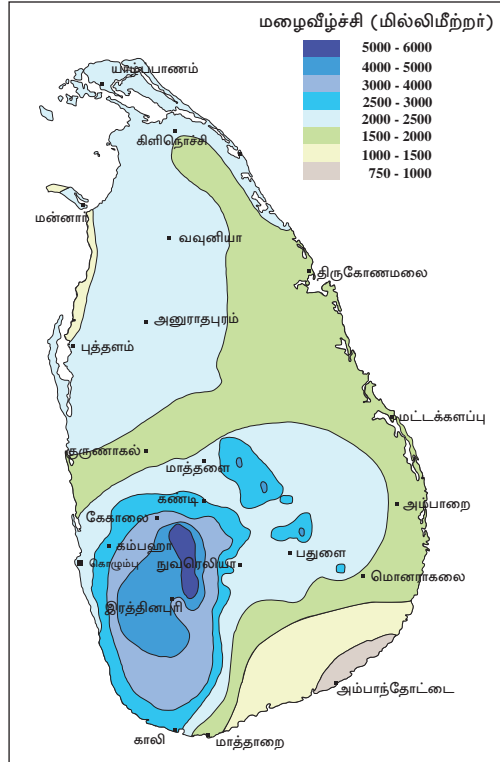 மழைவீழ்ச்சி (மில்லிமீற்றர்)
5000 - 6000
4000 - 5000
3000 - 4000
2500 - 3000
2000 - 2500
1500 - 2000
1000 - 1500
750 - 1000
யாழ்ப்பாணம்
கிளிநொச்சி
மன்னார்
வவுனியா
திருகோணமலை
அனுராதபுரம்
புத்தளம்
மட்டக்களப்பு
குருணாகல்
மாத்தளை
கண்டி
அம்பாறை
கேகாலை
கம்பஹா
பதுளை
கொழும்பு
நுவரெலியா
மொனராகலை
இரத்தினபுரி
அம்பாந்தோட்டை
காலி
மாத்தாறை